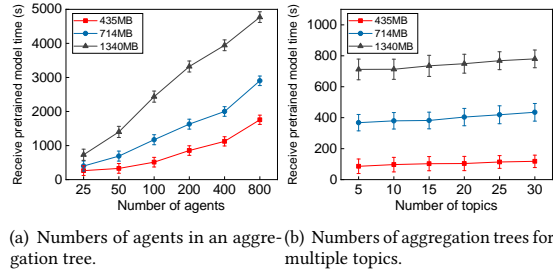 5000
4000
3000
2000
1000
0
Receive pretrained model time (s)
435MB
714MB
1340MB
25 50 100 200 400 800
Number of agents
(a) Numbers of agents in an aggre-
gation tree.
1000
800
600
400
200
0
Receive pretrained model time (s)
435MB
714MB
1340MB
5 10 15 20 25 30
Number of topics
(b) Numbers of aggregation trees for
multiple topics.